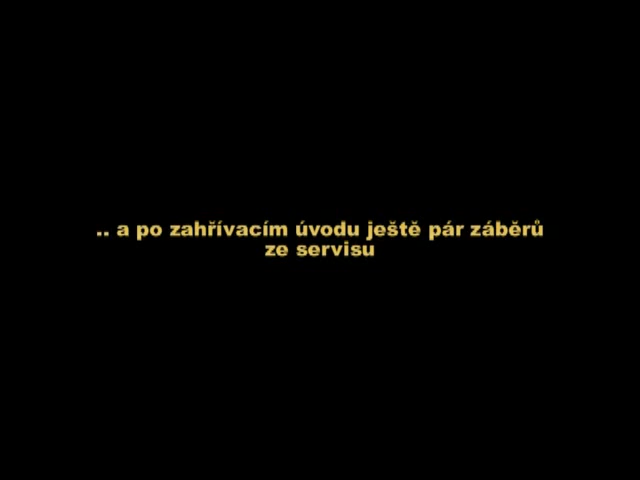 .. a po zahřívacím úvodu ještě pár záběrů
ze servisu